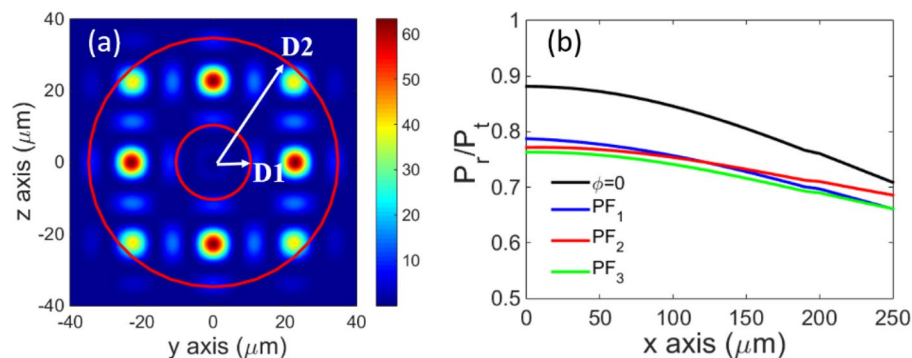 (a)
D2
D1
40
20
0
-20
-40
z axis (μm)
-40
-20
0
20
40
y axis (μm)
60
50
40
30
20
10
(b)
1
0.9
0.8
0.7
0.6
0.5
P_r/P_t
ϕ=0
PF_1
PF_2
PF_3
0
50
100
150
200
250
x axis (μm)